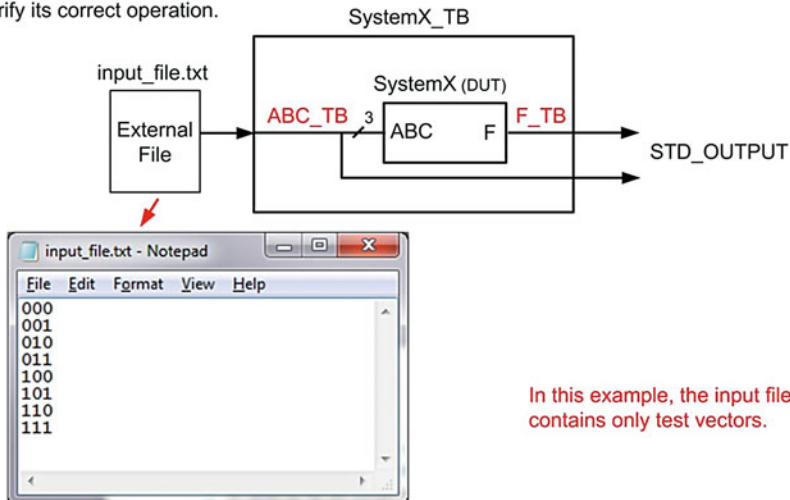 rify its correct operation.
SystemX_TB
input_file.txt
SystemX (DUT)
External
File
ABC_TB
3
ABC
F
F_TB
STD_OUTPUT
input_file.txt - Notepad
File Edit Format View Help
000
001
010
011
100
101
110
111
In this example, the input file
contains only test vectors.